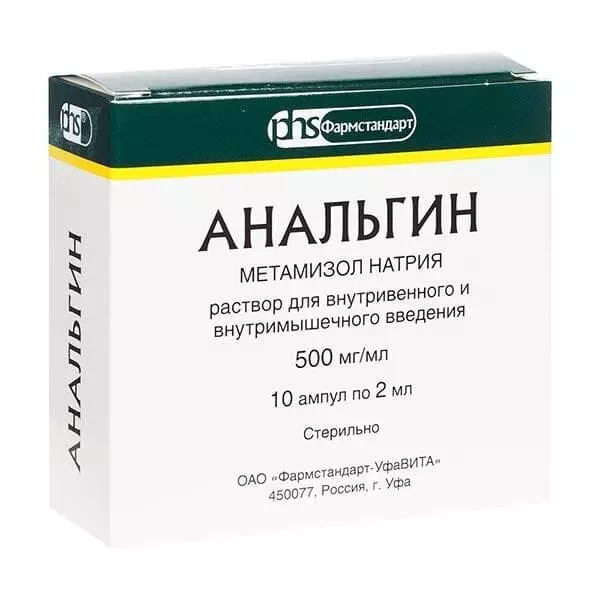 phs
phs Фармстандарт
АНАЛЬГИН
АНАЛЬГИН
МЕТАМИЗОЛ НАТРИЯ
раствор для внутривенного и
внутримышечного введения
500 мг/мл
10 ампул по 2 мл
Стерильно
ОАО «Фармстандарт-УфаВИТА»
450077, Россия, г. Уфа